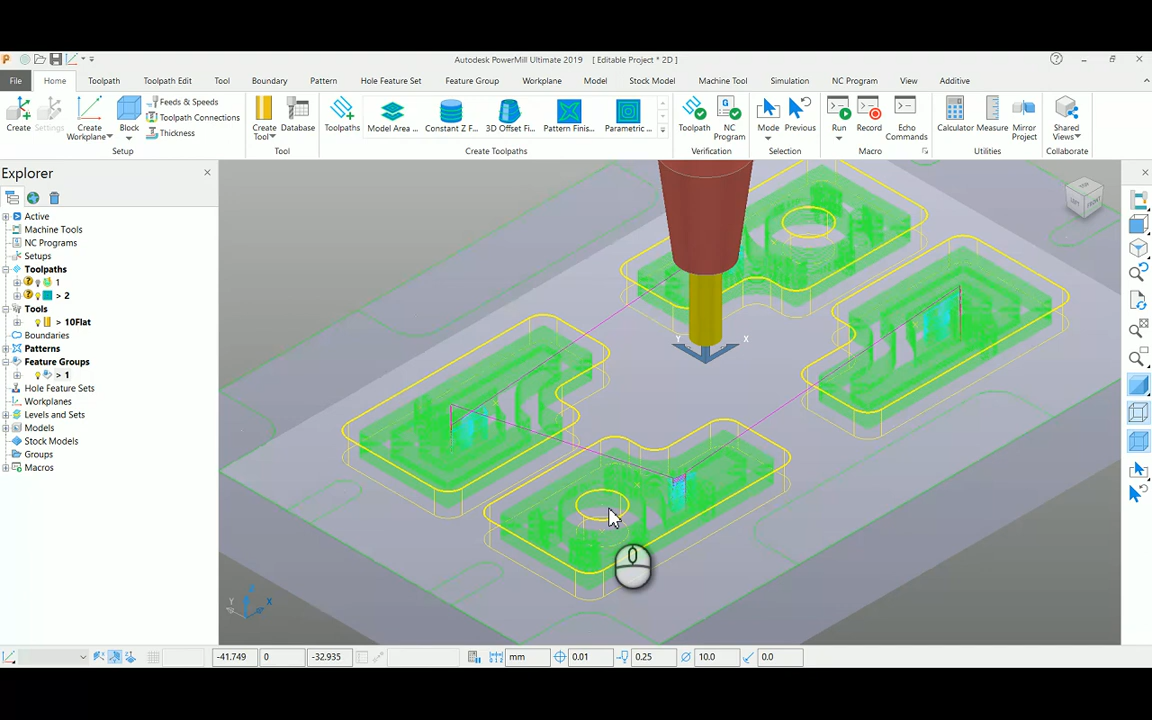 Autodesk PowerMill Ultimate 2019 [ Editable Project * 2D ]
File Home Toolpath Toolpath Edit Tool Boundary Pattern Hole Feature Set Feature Group Workplane Model Stock Model Machine Tool Simulation NC Program View Additive
Create
Settings
Create Workplane
Block
Feeds & Speeds
Toolpath Connections
Thickness
Setup
Create Tool
Database
Tool
Toolpaths
Model Area ...
Constant Z F...
3D Offset Fi...
Pattern Finis...
Parametric ...
Create Toolpaths
Toolpath
NC Program
Verification
Mode
Previous
Selection
Run
Record
Echo Commands
Macro
Calculator
Measure
Mirror Project
Utilities
Shared Views
Collaborate
Explorer
Active
Machine Tools
NC Programs
Setups
Toolpaths
1
> 2
Tools
> 10Flat
Boundaries
Patterns
Feature Groups
> 1
Hole Feature Sets
Workplanes
Levels and Sets
Models
Stock Models
Groups
Macros
Y X
TOP
LEFT FRONT
Y X
-41.749 0 -32.935 mm 0.01 0.25 10.0 0.0